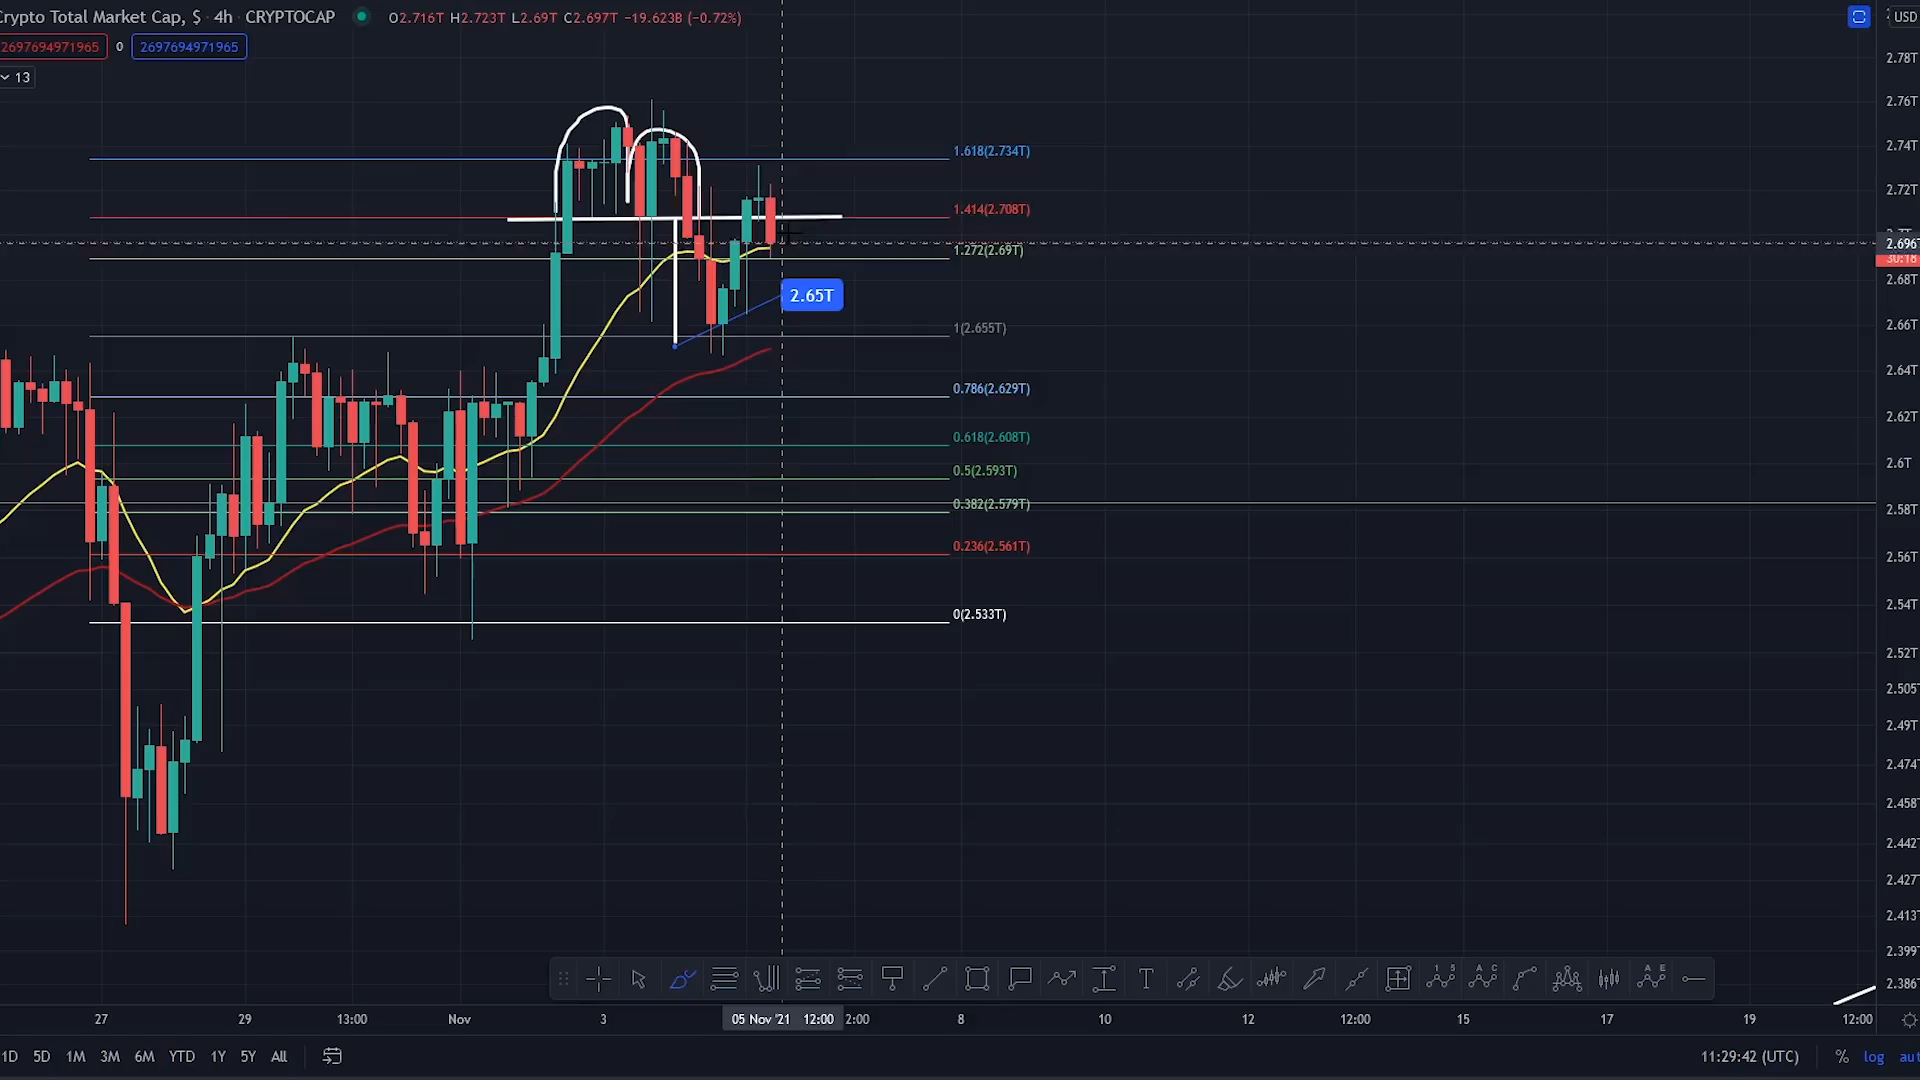 Crypto Total Market Cap, $ · 4h · CRYPTOCAP O2.716T H2.723T L2.69T C2.697T −19.623B (−0.72%)
USD
2697694971965 0 2697694971965
13
2.78T
2.76T
2.74T
2.72T
2.696T
30:18
2.68T
2.66T
2.64T
2.62T
2.6T
2.58T
2.56T
2.54T
2.52T
2.505T
2.49T
2.474T
2.458T
2.442T
2.427T
2.413T
2.399T
2.386T
1.618(2.734T)
1.414(2.708T)
1.272(2.69T)
2.65T
1(2.655T)
0.786(2.629T)
0.618(2.608T)
0.5(2.593T)
0.382(2.579T)
0.236(2.561T)
0(2.533T)
27 29 13:00 Nov 3 05 Nov '21 12:00 2:00 8 10 12 12:00 15 17 19 12:00
1D 5D 1M 3M 6M YTD 1Y 5Y All 11:29:42 (UTC) % log aut